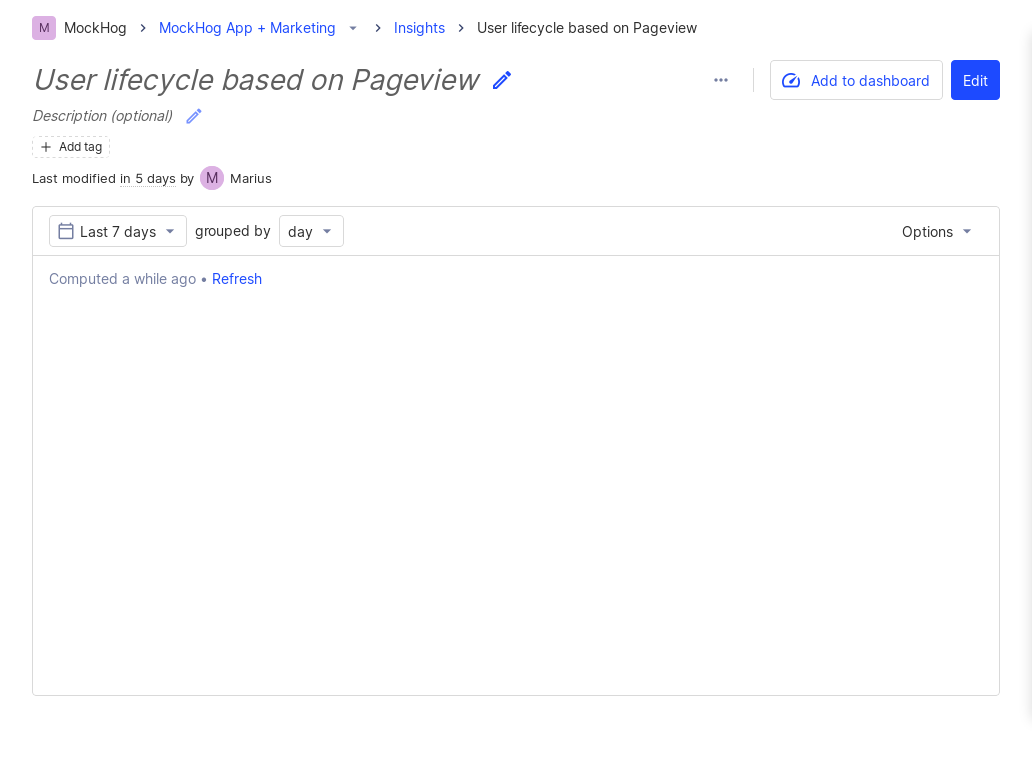 M MockHog MockHog App + Marketing Insights User lifecycle based on Pageview
User lifecycle based on Pageview
Add to dashboard Edit
Description (optional)
Add tag
Last modified in 5 days by M Marius
Last 7 days grouped by day Options
Computed a while ago • Refresh